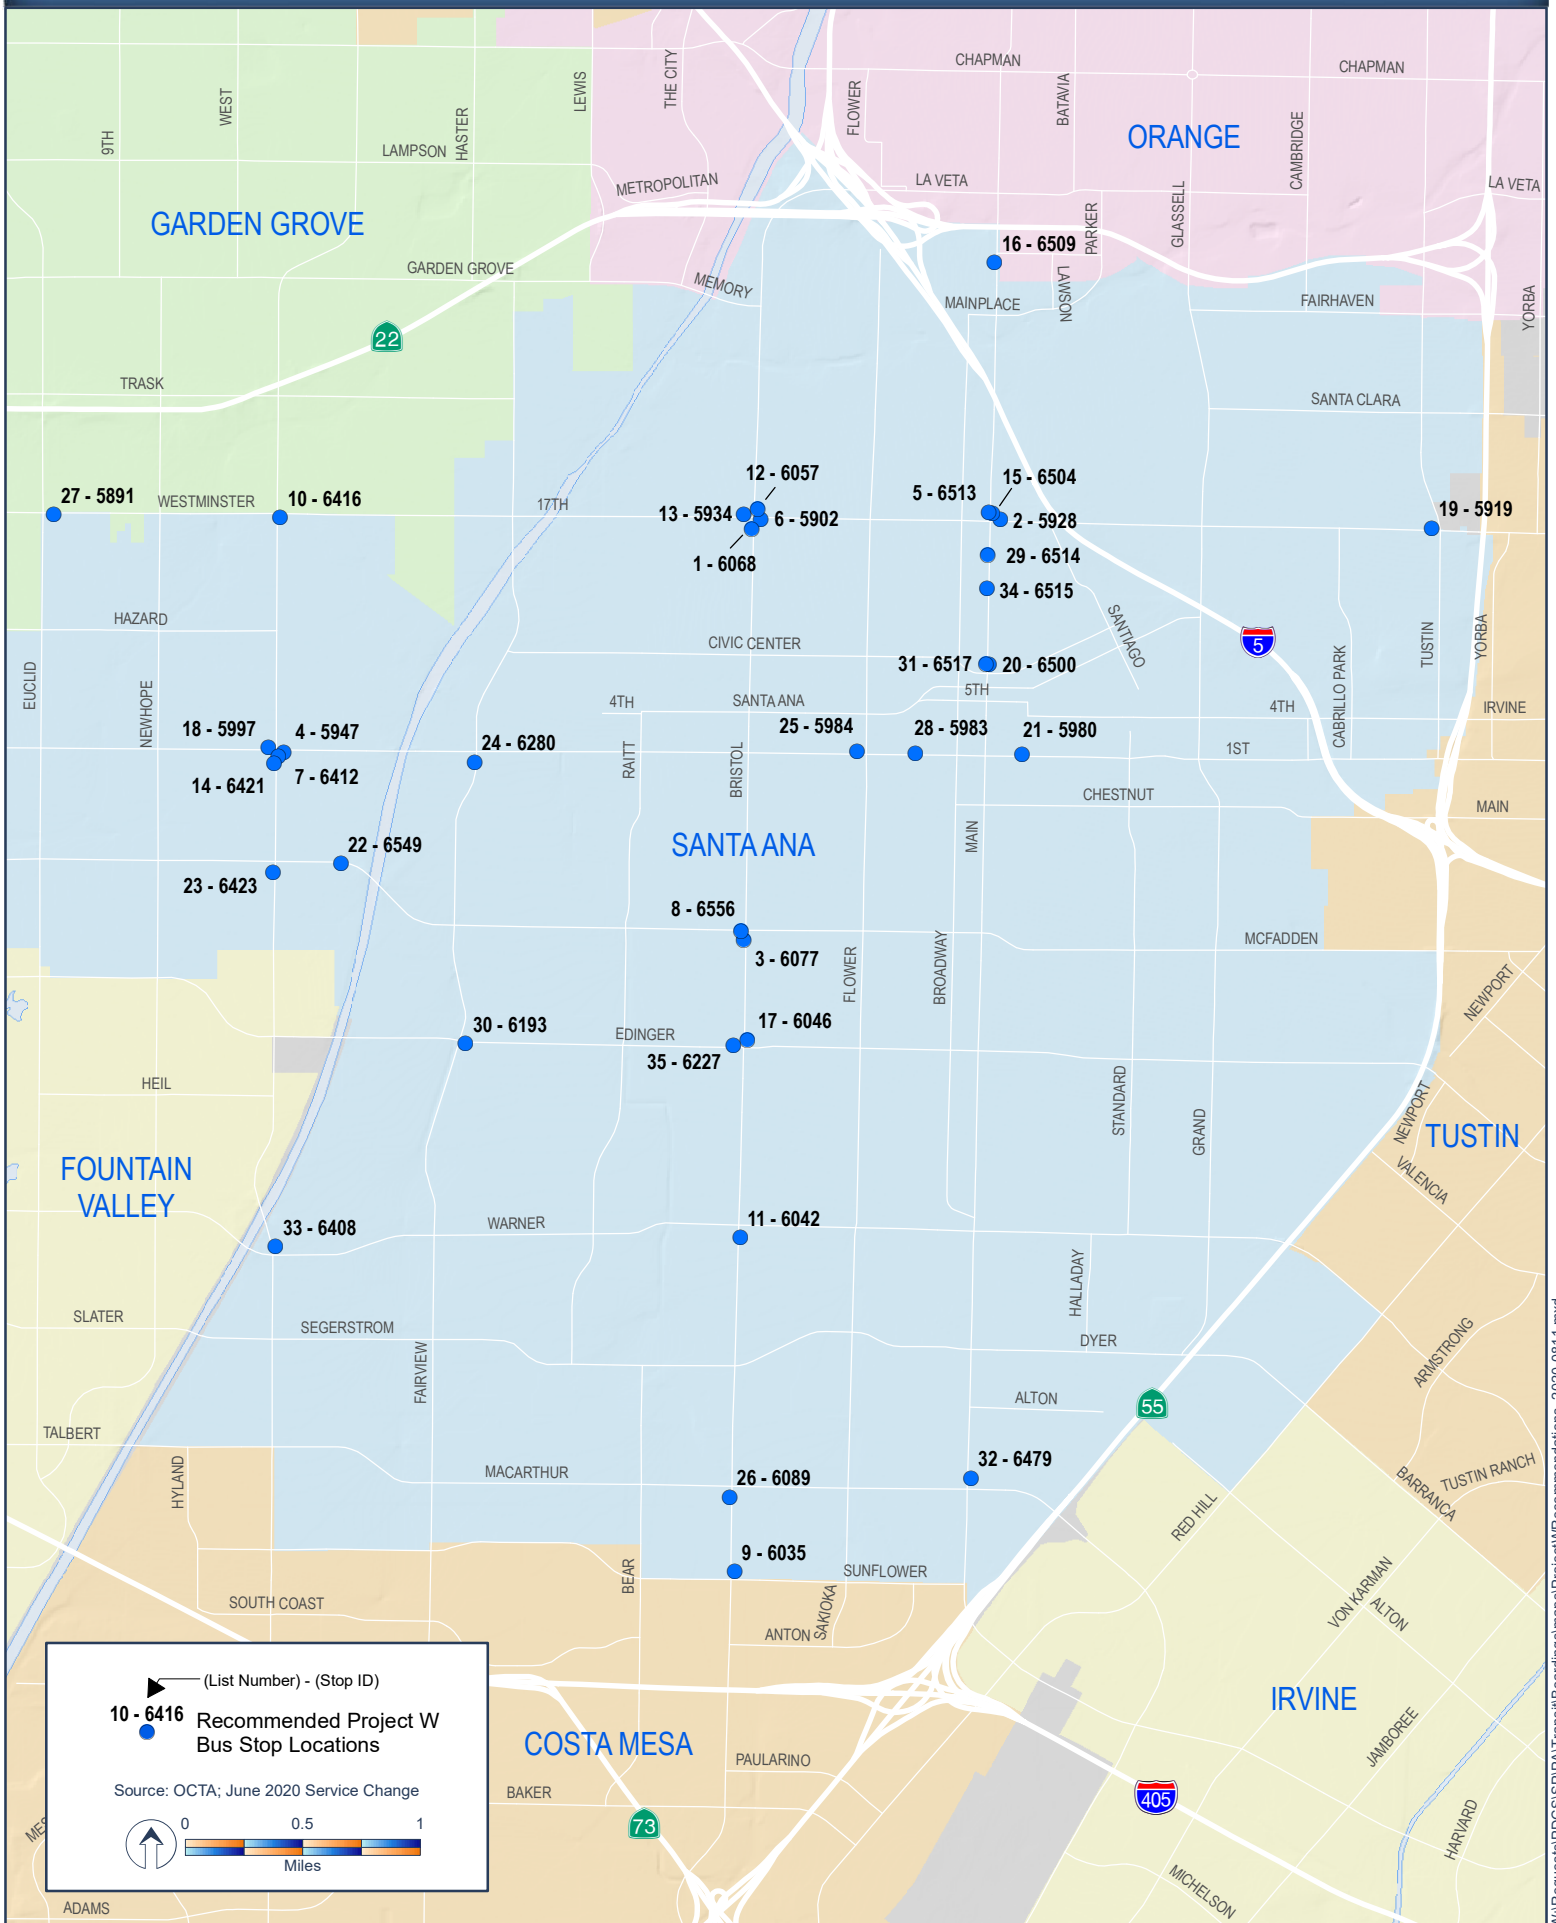 CHAPMAN
CHAPMAN
THE CITY
LEWIS
WEST
HASTER
9TH
FLOWER
BATAVIA
CAMBRIDGE
ORANGE
LAMPSON
METROPOLITAN
LA VETA
LA VETA
GLASSELL
PARKER
GARDEN GROVE
GARDEN GROVE
16 - 6509
MEMORY
MAINPLACE
LAWSON
FAIRHAVEN
YORBA
22
TRASK
SANTA CLARA
12 - 6057
15 - 6504
27 - 5891
WESTMINSTER
10 - 6416
17TH
13 - 5934
6 - 5902
5 - 6513
2 - 5928
19 - 5919
1 - 6068
29 - 6514
34 - 6515
HAZARD
CIVIC CENTER
SANTIAGO
5
TUSTIN
YORBA
EUCLID
NEWHOPE
31 - 6517
20 - 6500
5TH
4TH
SANTA ANA
4TH
CABRILLO PARK
IRVINE
18 - 5997
4 - 5947
24 - 6280
RAITT
BRISTOL
25 - 5984
28 - 5983
21 - 5980
1ST
14 - 6421
7 - 6412
CHESTNUT
MAIN
MAIN
SANTA ANA
22 - 6549
23 - 6423
8 - 6556
3 - 6077
FLOWER
BROADWAY
MCFADDEN
NEWPORT
30 - 6193
EDINGER
17 - 6046
35 - 6227
HEIL
STANDARD
GRAND
NEWPORT
TUSTIN
VALENCIA
FOUNTAIN
VALLEY
33 - 6408
WARNER
11 - 6042
HALLADAY
SLATER
SEGERSTROM
FAIRVIEW
DYER
ARMSTRONG
ALTON
55
TALBERT
HYLAND
MACARTHUR
26 - 6089
32 - 6479
RED HILL
BARRANCA
TUSTIN RANCH
9 - 6035
BEAR
SUNFLOWER
SAKIOKA
SOUTH COAST
ANTON
VON KARMAN
ALTON
IRVINE
JAMBOREE
COSTA MESA
PAULARINO
BAKER
73
405
HARVARD
MICHELSON
ADAMS
(List Number) - (Stop ID)
10 - 6416
Recommended Project W
Bus Stop Locations
Source: OCTA; June 2020 Service Change
0 0.5 1
Miles